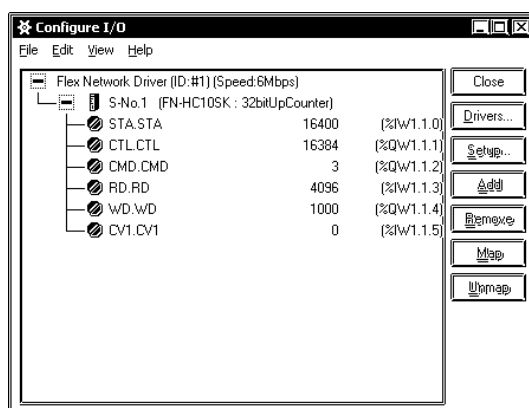 Configure I/O
File Edit View Help
Flex Network Driver (ID:#1) (Speed:6Mbps)
S-No.1 (FN-HC10SK : 32bitUpCounter)
STA.STA 16400 (%IW1.1.0)
CTL.CTL 16384 (%QW1.1.1)
CMD.CMD 3 (%QW1.1.2)
RD.RD 4096 (%IW1.1.3)
WD.WD 1000 (%QW1.1.4)
CV1.CV1 0 (%IW1.1.5)
Close
Drivers...
Setup...
Add
Remove
Map
Unmap